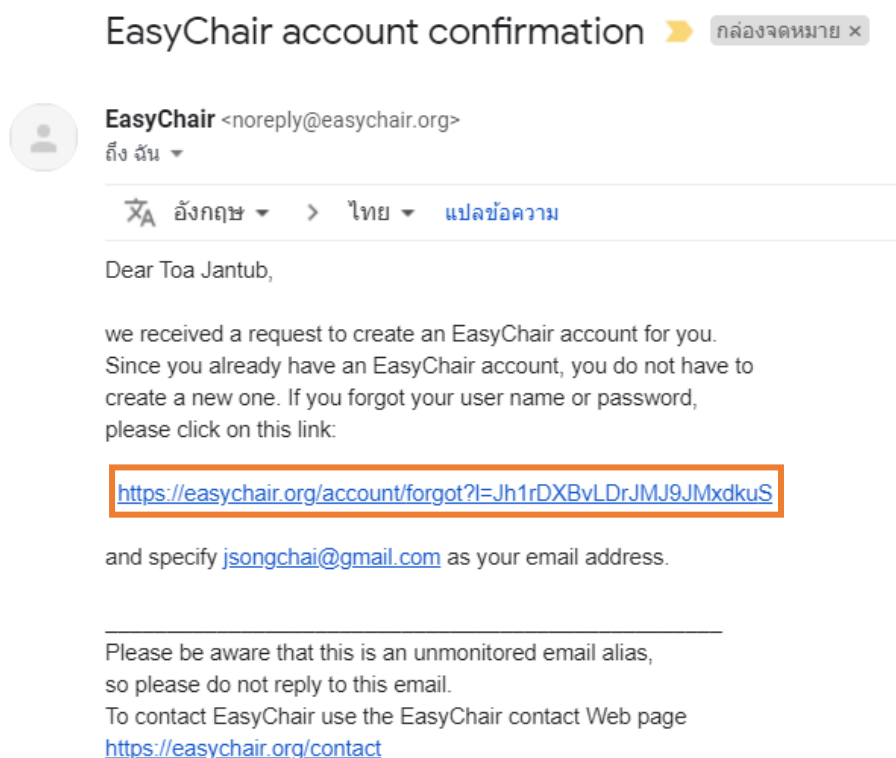 EasyChair account confirmation กล่องจดหมาย ×
EasyChair <noreply@easychair.org>
ถึง ฉัน
อังกฤษ > ไทย แปลข้อความ
Dear Toa Jantub,
we received a request to create an EasyChair account for you.
Since you already have an EasyChair account, you do not have to
create a new one. If you forgot your user name or password,
please click on this link:
https://easychair.org/account/forgot?l=Jh1rDXBvLDrJMJ9JMxdkuS
and specify jsongchai@gmail.com as your email address.
Please be aware that this is an unmonitored email alias,
so please do not reply to this email.
To contact EasyChair use the EasyChair contact Web page
https://easychair.org/contact